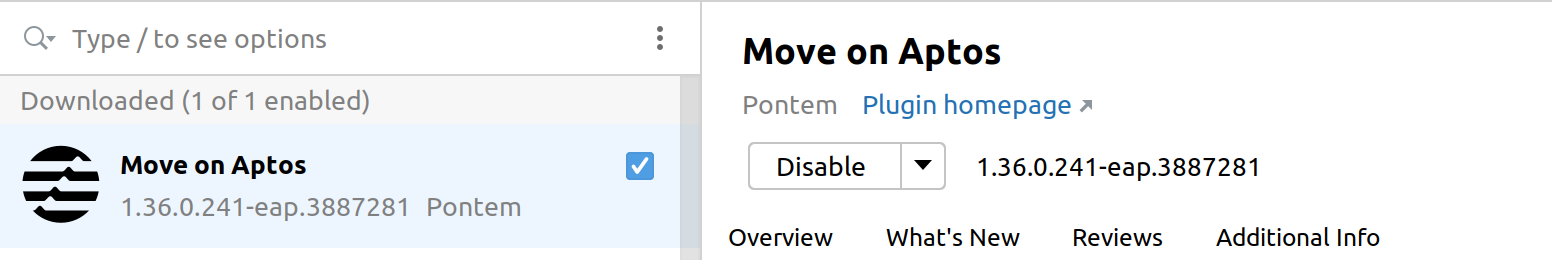 Type / to see options
Downloaded (1 of 1 enabled)
Move on Aptos
1.36.0.241-eap.3887281 Pontem
Move on Aptos
Pontem Plugin homepage
Disable 1.36.0.241-eap.3887281
Overview What's New Reviews Additional Info